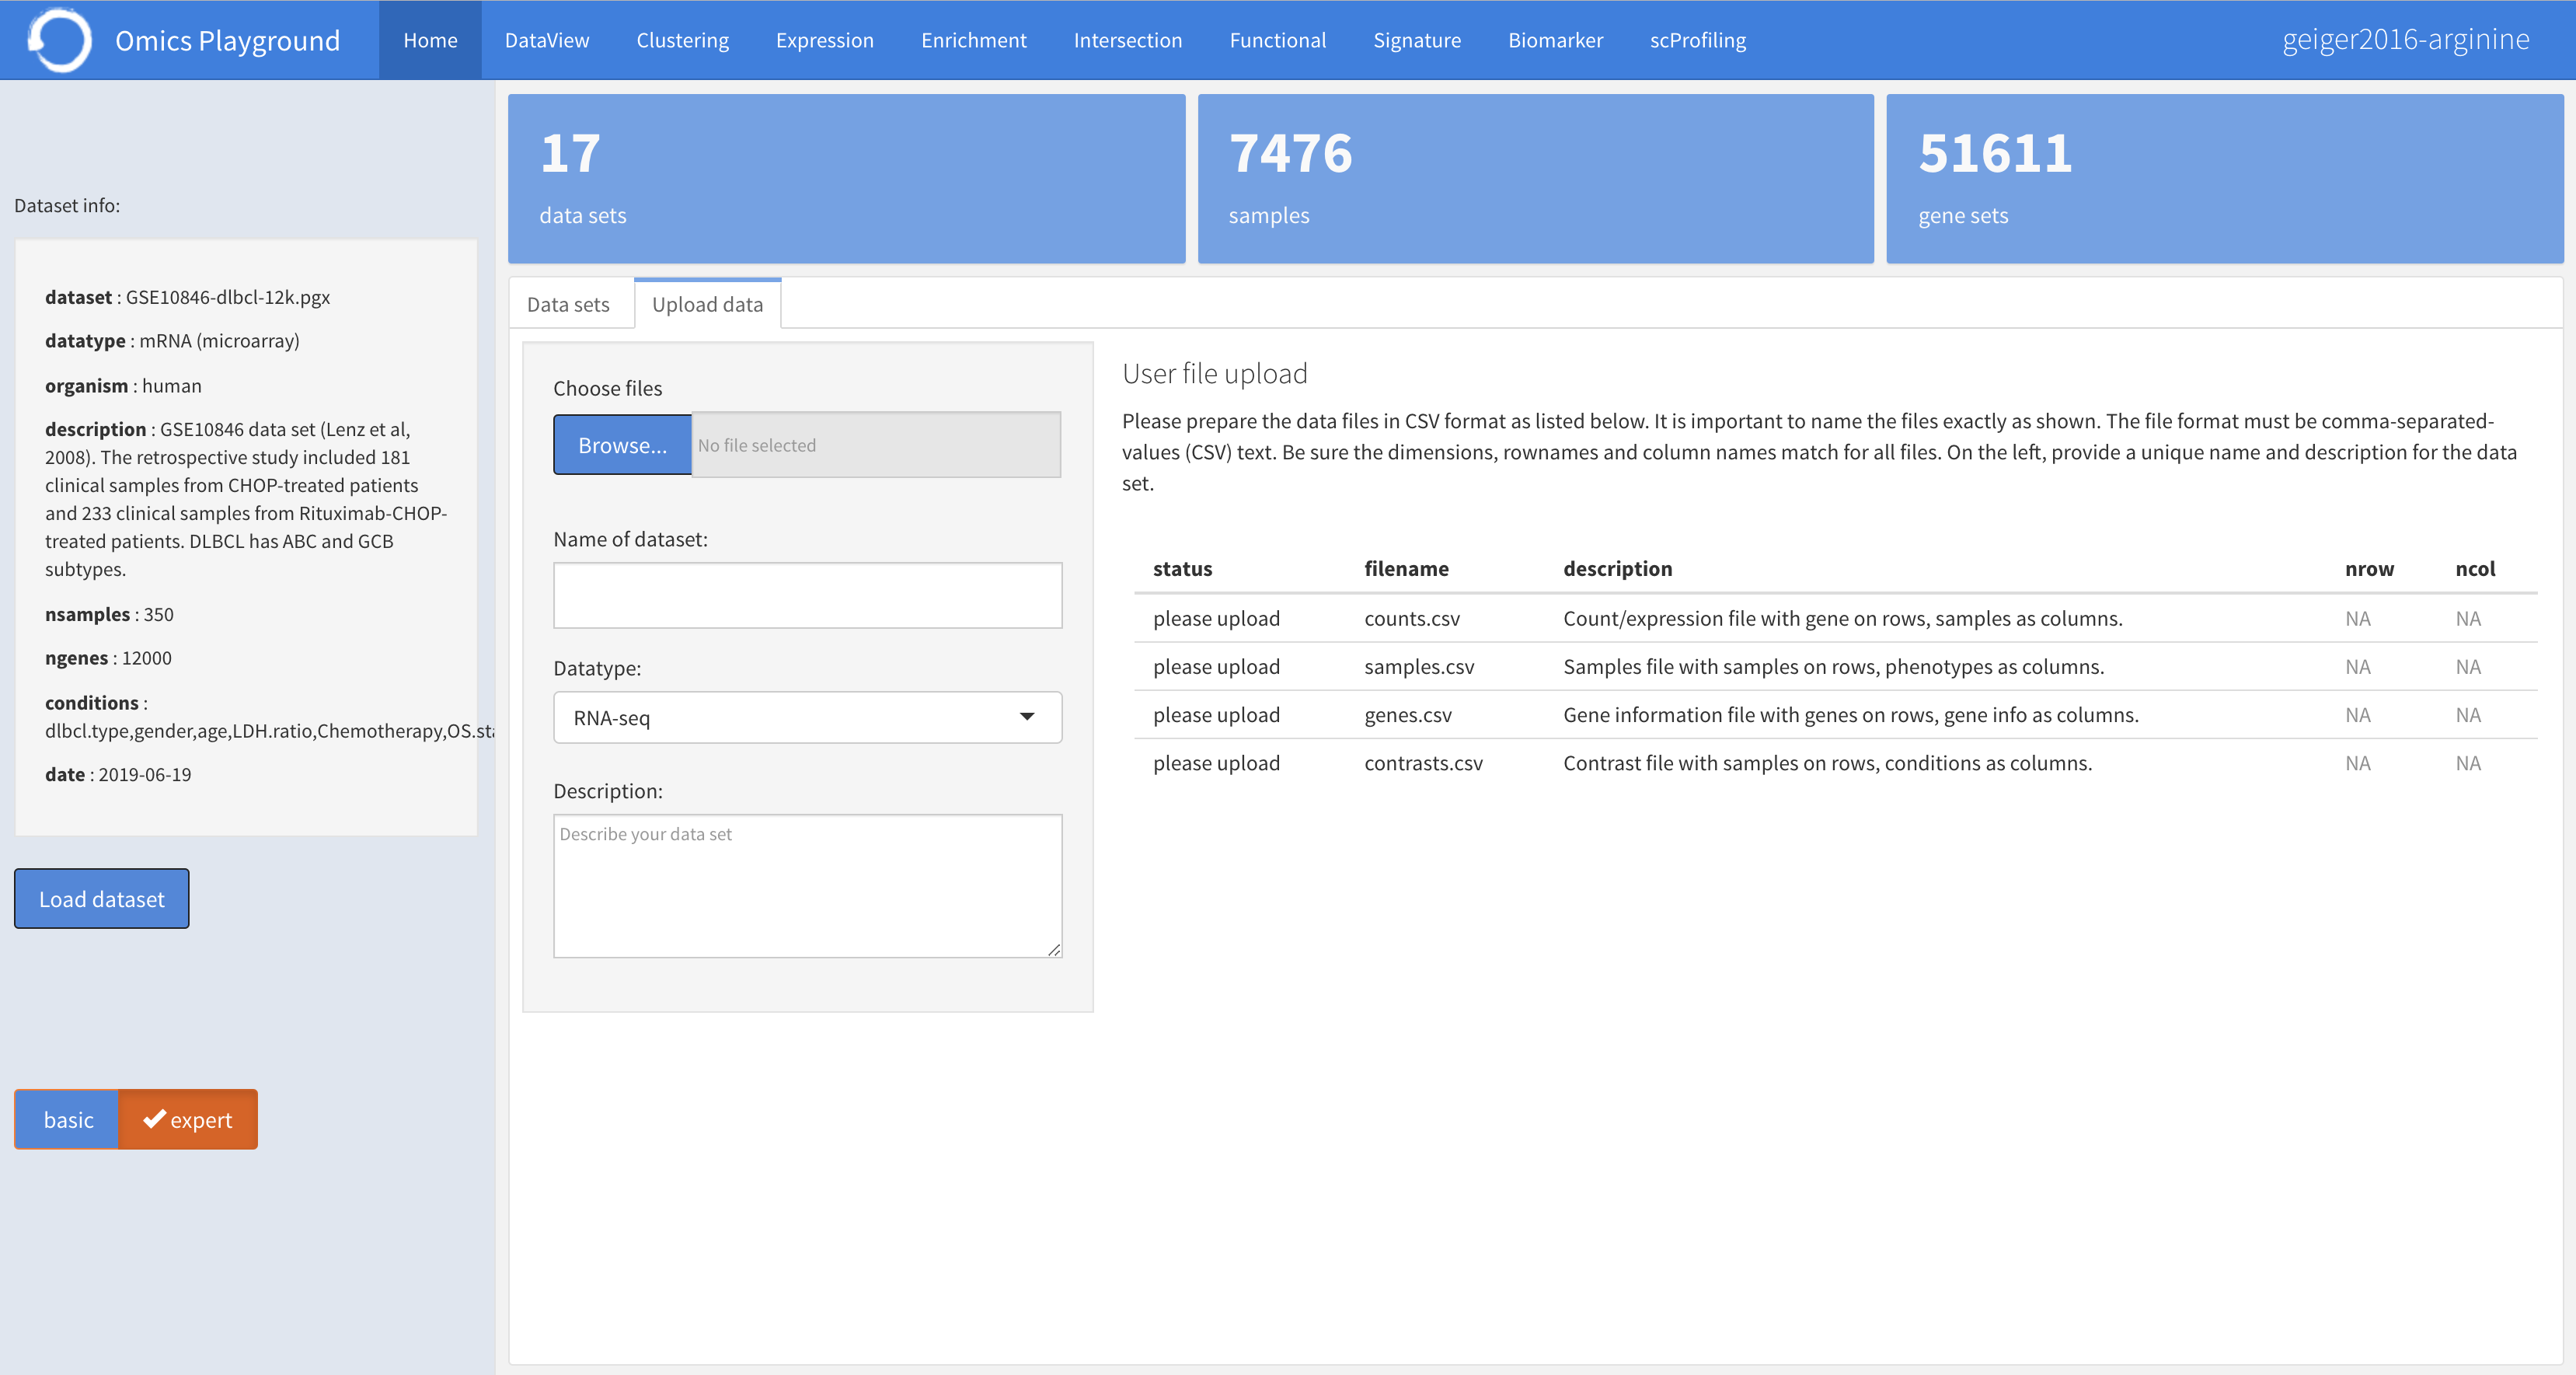 Omics Playground
Home
DataView
Clustering
Expression
Enrichment
Intersection
Functional
Signature
Biomarker
scProfiling
geiger2016-arginine
Dataset info:
dataset : GSE10846-dlbcl-12k.pgx
datatype : mRNA (microarray)
organism : human
description : GSE10846 data set (Lenz et al,
2008). The retrospective study included 181
clinical samples from CHOP-treated patients
and 233 clinical samples from Rituximab-CHOP-
treated patients. DLBCL has ABC and GCB
subtypes.
nsamples : 350
ngenes : 12000
conditions :
dlbcl.type,gender,age,LDH.ratio,Chemotherapy,OS.sta
date : 2019-06-19
Load dataset
basic
expert
17
data sets
7476
samples
51611
gene sets
Data sets
Upload data
Choose files
Browse...
No file selected
Name of dataset:
Datatype:
RNA-seq
Description:
Describe your data set
User file upload
Please prepare the data files in CSV format as listed below. It is important to name the files exactly as shown. The file format must be comma-separated-
values (CSV) text. Be sure the dimensions, rownames and column names match for all files. On the left, provide a unique name and description for the data
set.
status filename description nrow ncol
please upload counts.csv Count/expression file with gene on rows, samples as columns. NA NA
please upload samples.csv Samples file with samples on rows, phenotypes as columns. NA NA
please upload genes.csv Gene information file with genes on rows, gene info as columns. NA NA
please upload contrasts.csv Contrast file with samples on rows, conditions as columns. NA NA